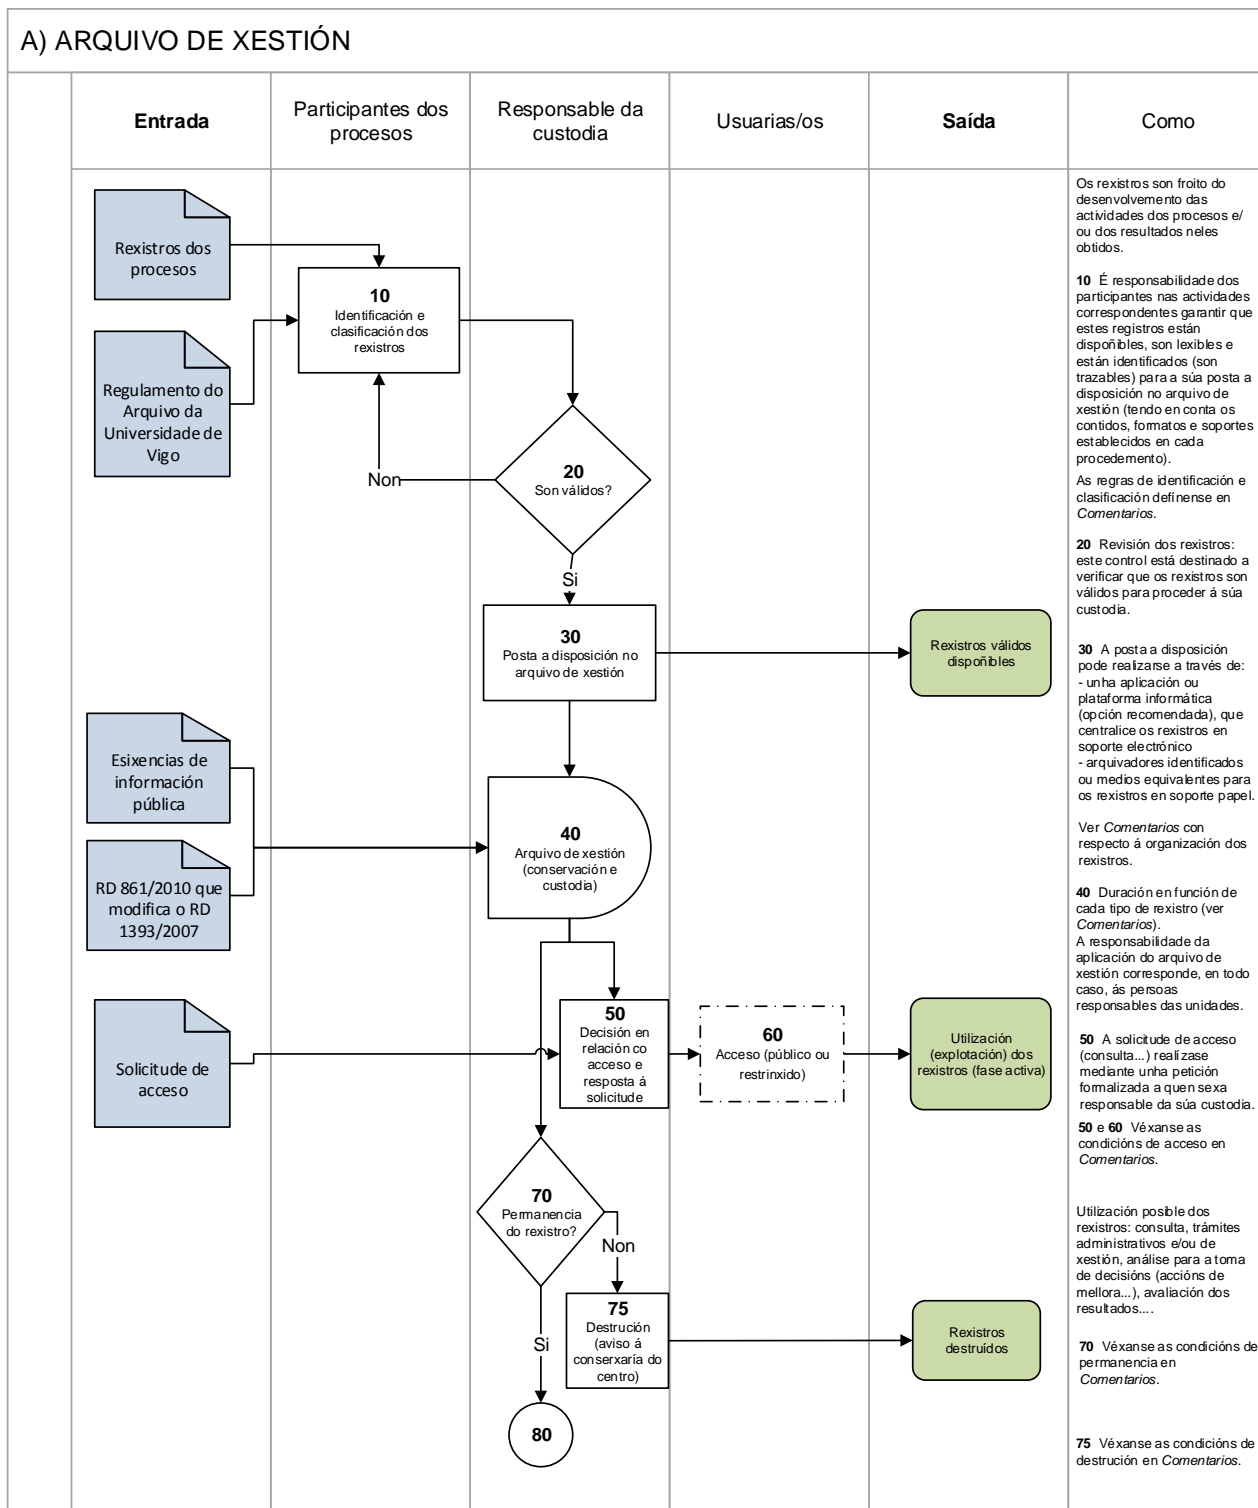 A) ARQUIVO DE XESTIÓN
Entrada
Participantes dos
procesos
Responsable da
custodia
Usuarias/os
Saída
Como
Rexistros dos
procesos
Regulamento do
Arquivo da
Universidade de
Vigo
10
Identificación e
clasificación dos
rexistros
20
Son válidos?
Non
Si
30
Posta a disposición no
arquivo de xestión
Rexistros válidos
dispoñibles
Esixencias de
información
pública
RD 861/2010 que
modifica o RD
1393/2007
40
Arquivo de xestión
(conservación e
custodia)
Solicitude de
acceso
50
Decisión en
relación co
acceso e
resposta á
solicitude
60
Acceso (público ou
restrinxido)
Utilización
(explotación) dos
rexistros (fase activa)
70
Permanencia
do rexistro?
Non
Si
75
Destrución
(aviso á
conserxaría do
centro)
Rexistros
destruídos
80
Os rexistros son froito do
desenvolvemento das
actividades dos procesos e/
ou dos resultados neles
obtidos.
10 É responsabilidade dos
participantes nas actividades
correspondentes garantir que
estes registros están
dispoñibles, son lexibles e
están identificados (son
trazables) para a súa posta a
disposición no arquivo de
xestión (tendo en conta os
contidos, formatos e soportes
establecidos en cada
procedemento).
As regras de identificación e
clasificación defínense en
Comentarios.
20 Revisión dos rexistros:
este control está destinado a
verificar que os rexistros son
válidos para proceder á súa
custodia.
30 A posta a disposición
pode realizarse a través de:
- unha aplicación ou
plataforma informática
(opción recomendada), que
centralice os rexistros en
soporte electrónico
- arquivadores identificados
ou medios equivalentes para
os rexistros en soporte papel.
Ver Comentarios con
respecto á organización dos
rexistros.
40 Duración en función de
cada tipo de rexistro (ver
Comentarios).
A responsabilidade da
aplicación do arquivo de
xestión corresponde, en todo
caso, ás persoas
responsables das unidades.
50 A solicitude de acceso
(consulta...) realízase
mediante unha petición
formalizada a quen sexa
responsable da súa custodia.
50 e 60 Véxanse as
condicións de acceso en
Comentarios.
Utilización posible dos
rexistros: consulta, trámites
administrativos e/ou de
xestión, análise para a toma
de decisións (accións de
mellora...), avaliación dos
resultados....
70 Véxanse as condicións de
permanencia en
Comentarios.
75 Véxanse as condicións de
destrución en Comentarios.